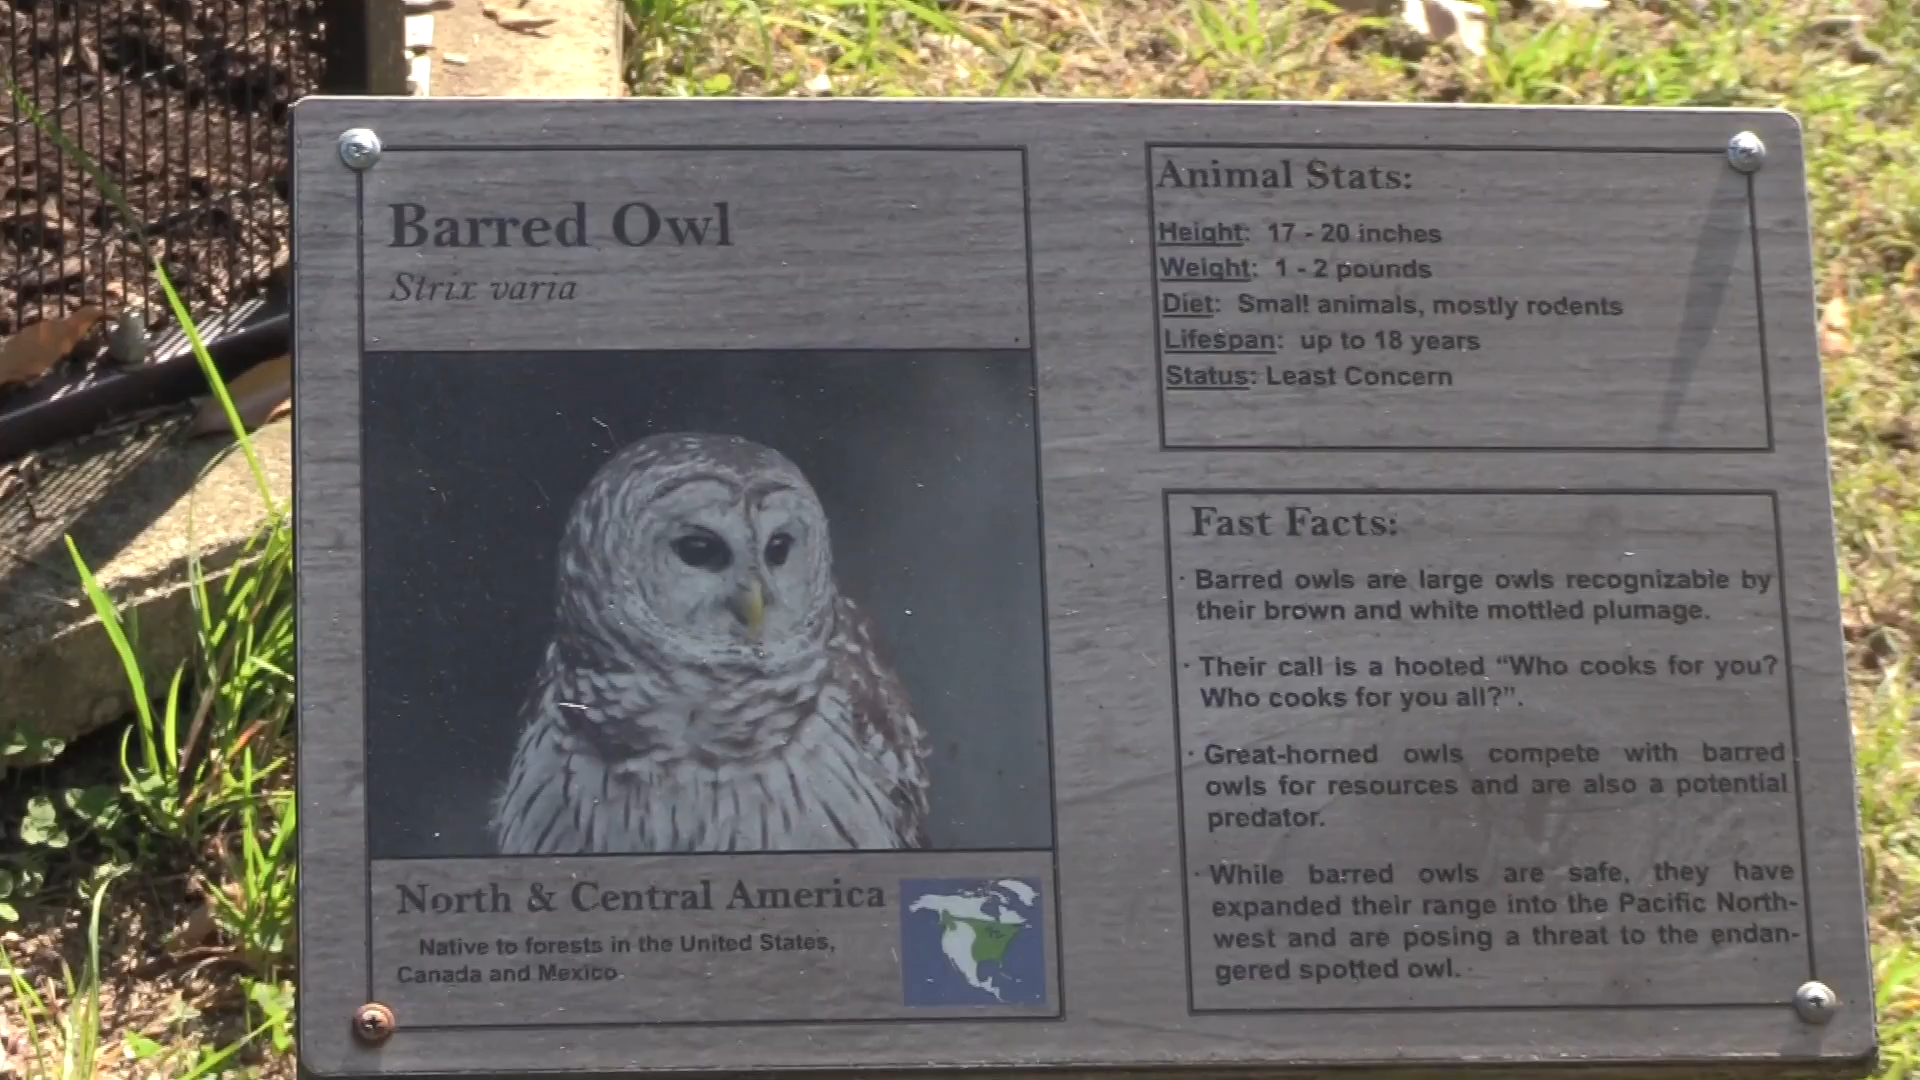 Barred Owl
Strix varia
North & Central America
Native to forests in the United States,
Canada and Mexico
Animal Stats:
Height: 17 - 20 inches
Weight: 1 - 2 pounds
Diet: Small animals, mostly rodents
Lifespan: up to 18 years
Status: Least Concern
Fast Facts:
· Barred owls are large owls recognizable by
their brown and white mottled plumage.
· Their call is a hooted “Who cooks for you?
Who cooks for you all?”.
· Great-horned owls compete with barred
owls for resources and are also a potential
predator.
· While barred owls are safe, they have
expanded their range into the Pacific North-
west and are posing a threat to the endan-
gered spotted owl.